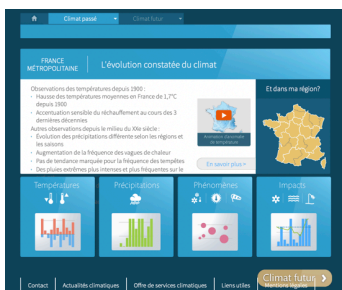 Climat passé
Climat futur
FRANCE
MÉTROPOLITAINE
L'évolution constatée du climat
Observations des températures depuis 1900 :
- Hausse des températures moyennes en France de 1,7°C
depuis 1900
- Accentuation sensible du réchauffement au cours des 3
dernières décennies
Autres observations depuis le milieu du XXe siècle :
- Évolution des précipitations différente selon les régions et
les saisons
- Augmentation de la fréquence des vagues de chaleur
- Pas de tendance marquée pour la fréquence des tempêtes
- Des pluies extrêmes plus intenses et plus fréquentes sur le
Animation d'anomalie
de température
En savoir plus >
Et dans ma région?
Températures
Précipitations
Phénomènes
Impacts
Climat futur >
Contact
Actualités climatiques
Offre de services climatiques
Liens utiles
Mentions légales